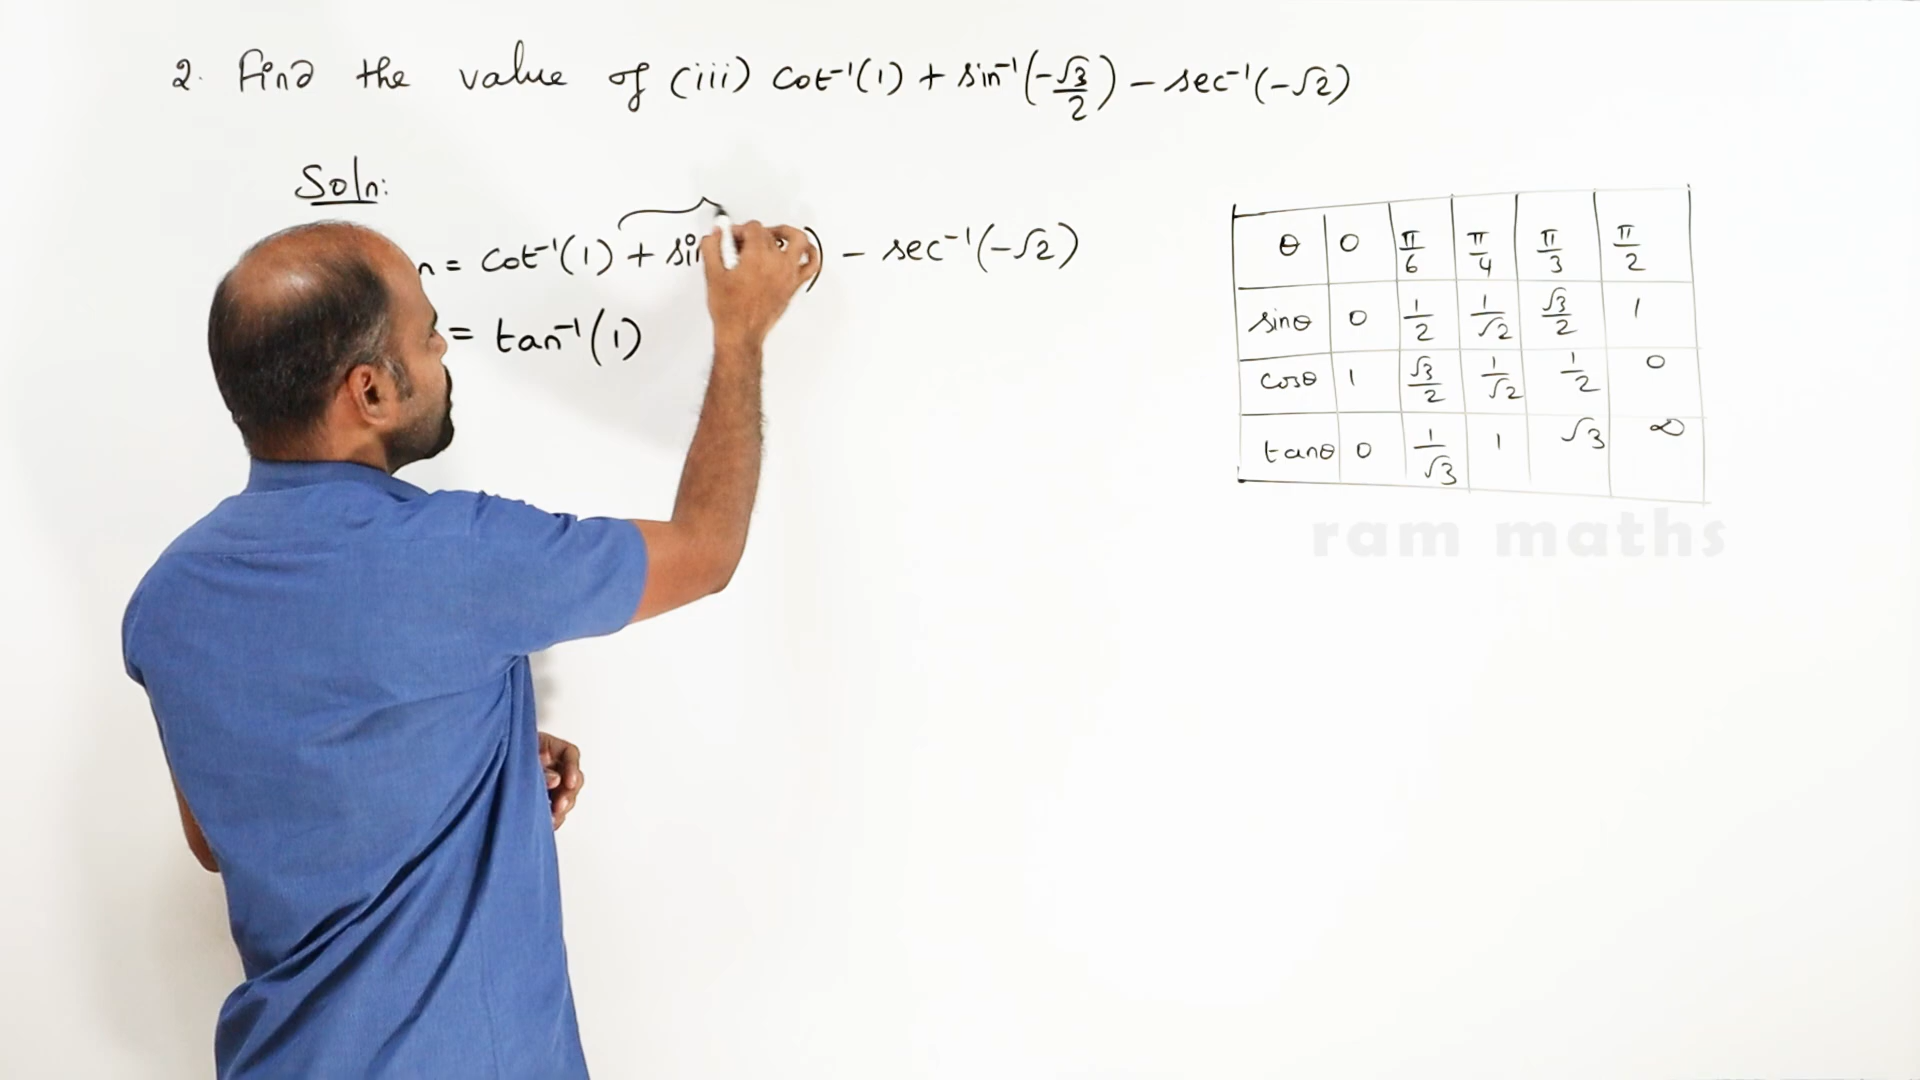 2. Find the value of (iii) cot⁻¹(1) + sin⁻¹(-√3/2) - sec⁻¹(-√2)
Soln:
n = cot⁻¹(1) + sin ) - sec⁻¹(-√2)
= tan⁻¹(1)
θ 0 π/6 π/4 π/3 π/2
sinθ 0 1/2 1/√2 √3/2 1
cosθ 1 √3/2 1/√2 1/2 0
tanθ 0 1/√3 1 √3 ∞
ram maths